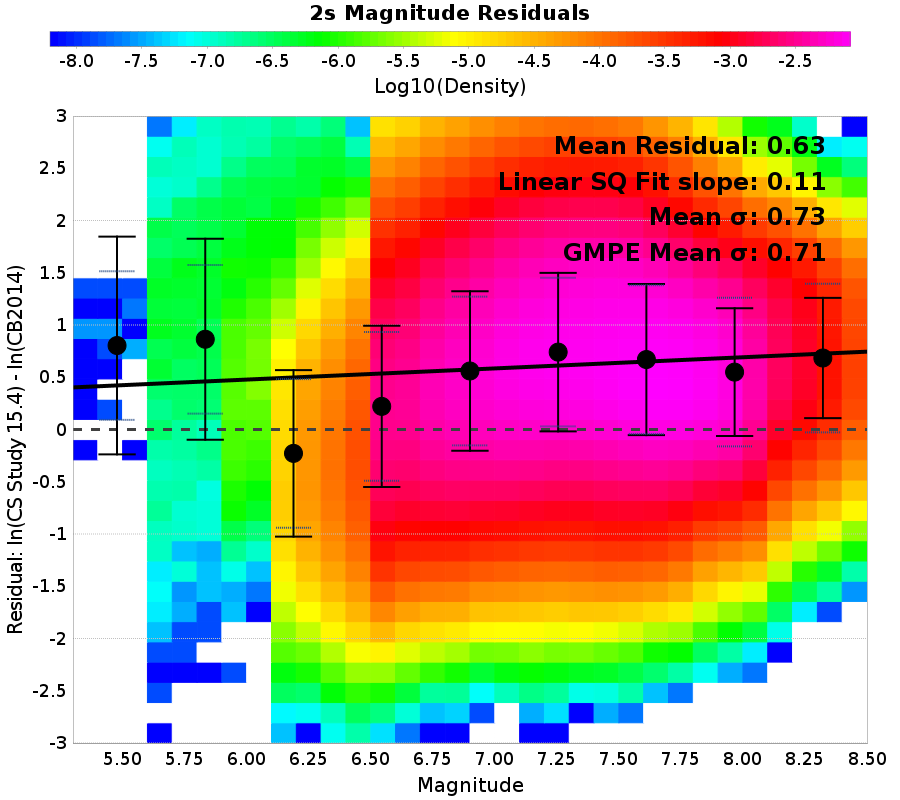 2s Magnitude Residuals
-8.0 -7.5 -7.0 -6.5 -6.0 -5.5 -5.0 -4.5 -4.0 -3.5 -3.0 -2.5
Log10(Density)
Mean Residual: 0.63
Linear SQ Fit slope: 0.11
Mean σ: 0.73
GMPE Mean σ: 0.71
Residual: ln(CS Study 15.4) - ln(CB2014)
3
2.5
2
1.5
1
0.5
0
-0.5
-1
-1.5
-2
-2.5
-3
5.50 5.75 6.00 6.25 6.50 6.75 7.00 7.25 7.50 7.75 8.00 8.25 8.50
Magnitude